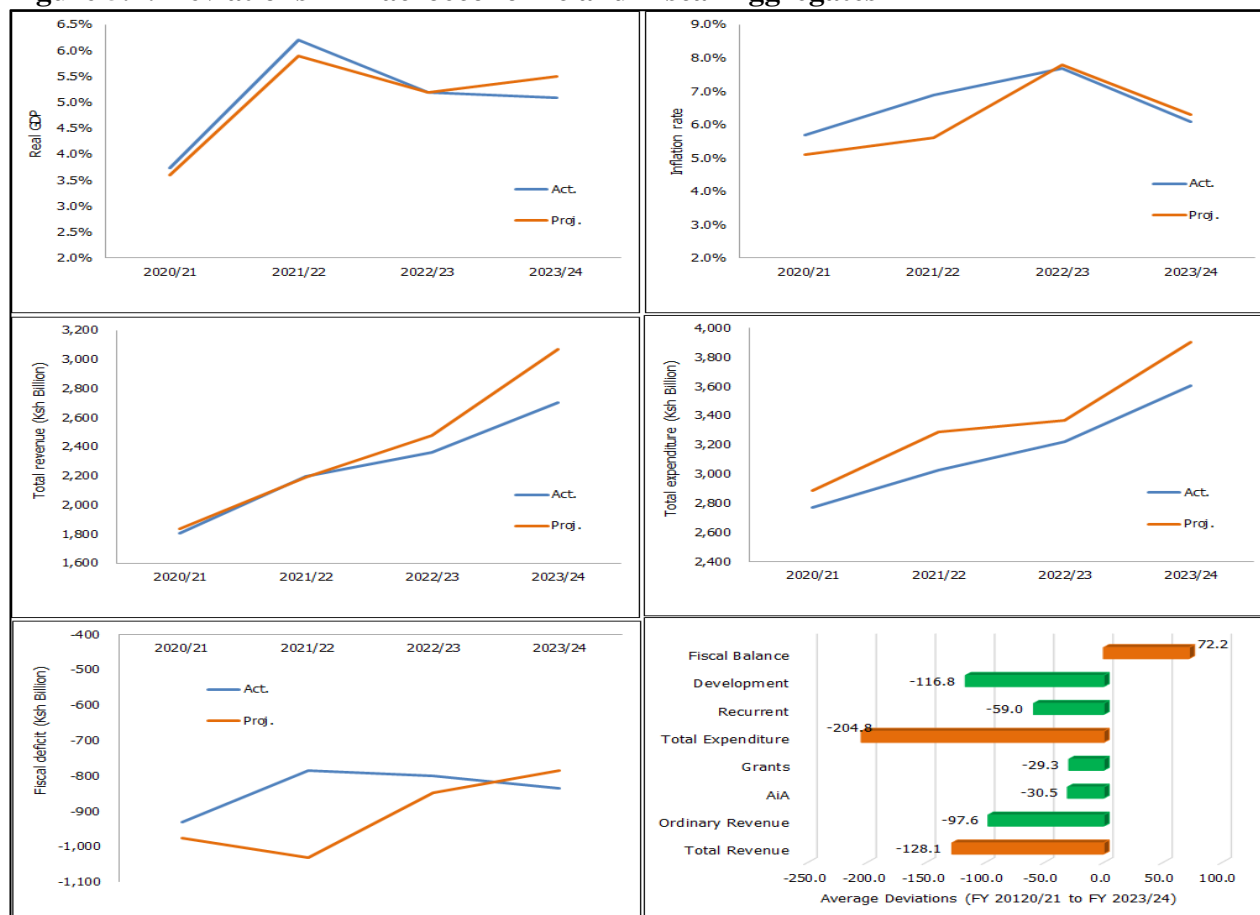 6.5%
6.0%
5.5%
5.0%
4.5%
4.0%
3.5%
3.0%
2.5%
2.0%
Real GDP
Act.
Proj.
2020/21 2021/22 2022/23 2023/24
9.0%
8.0%
7.0%
6.0%
5.0%
4.0%
3.0%
2.0%
Inflation rate
Act.
Proj.
2020/21 2021/22 2022/23 2023/24
3,200
3,000
2,800
2,600
2,400
2,200
2,000
1,800
1,600
Total revenue (Ksh Billion)
Act.
Proj.
2020/21 2021/22 2022/23 2023/24
4,000
3,800
3,600
3,400
3,200
3,000
2,800
2,600
2,400
Total expenditure (Ksh Billion)
Act.
Proj.
2020/21 2021/22 2022/23 2023/24
-400
-500
-600
-700
-800
-900
-1,000
-1,100
Fiscal deficit (Ksh Billion)
2020/21 2021/22 2022/23 2023/24
Act.
Proj.
Fiscal Balance 72.2
Development -116.8
Recurrent -59.0
Total Expenditure -204.8
Grants -29.3
AiA -30.5
Ordinary Revenue -97.6
Total Revenue -128.1
-250.0 -200.0 -150.0 -100.0 -50.0 0.0 50.0 100.0
Average Deviations (FY 20120/21 to FY 2023/24)